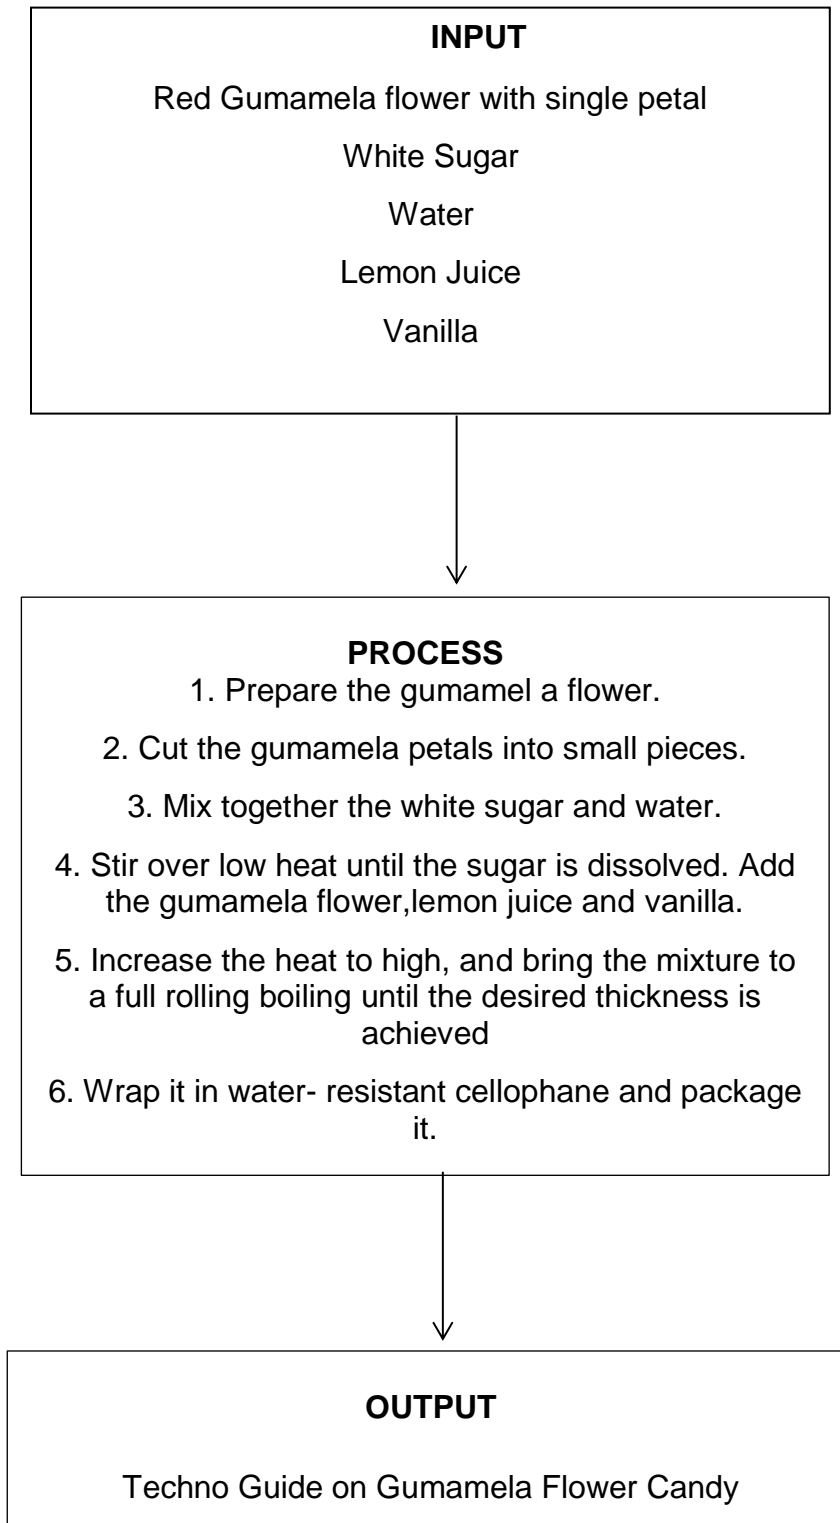 INPUT
Red Gumamela flower with single petal
White Sugar
Water
Lemon Juice
Vanilla
PROCESS
1. Prepare the gumamel a flower.
2. Cut the gumamela petals into small pieces.
3. Mix together the white sugar and water.
4. Stir over low heat until the sugar is dissolved. Add
the gumamela flower,lemon juice and vanilla.
5. Increase the heat to high, and bring the mixture to
a full rolling boiling until the desired thickness is
achieved
6. Wrap it in water- resistant cellophane and package
it.
OUTPUT
Techno Guide on Gumamela Flower Candy